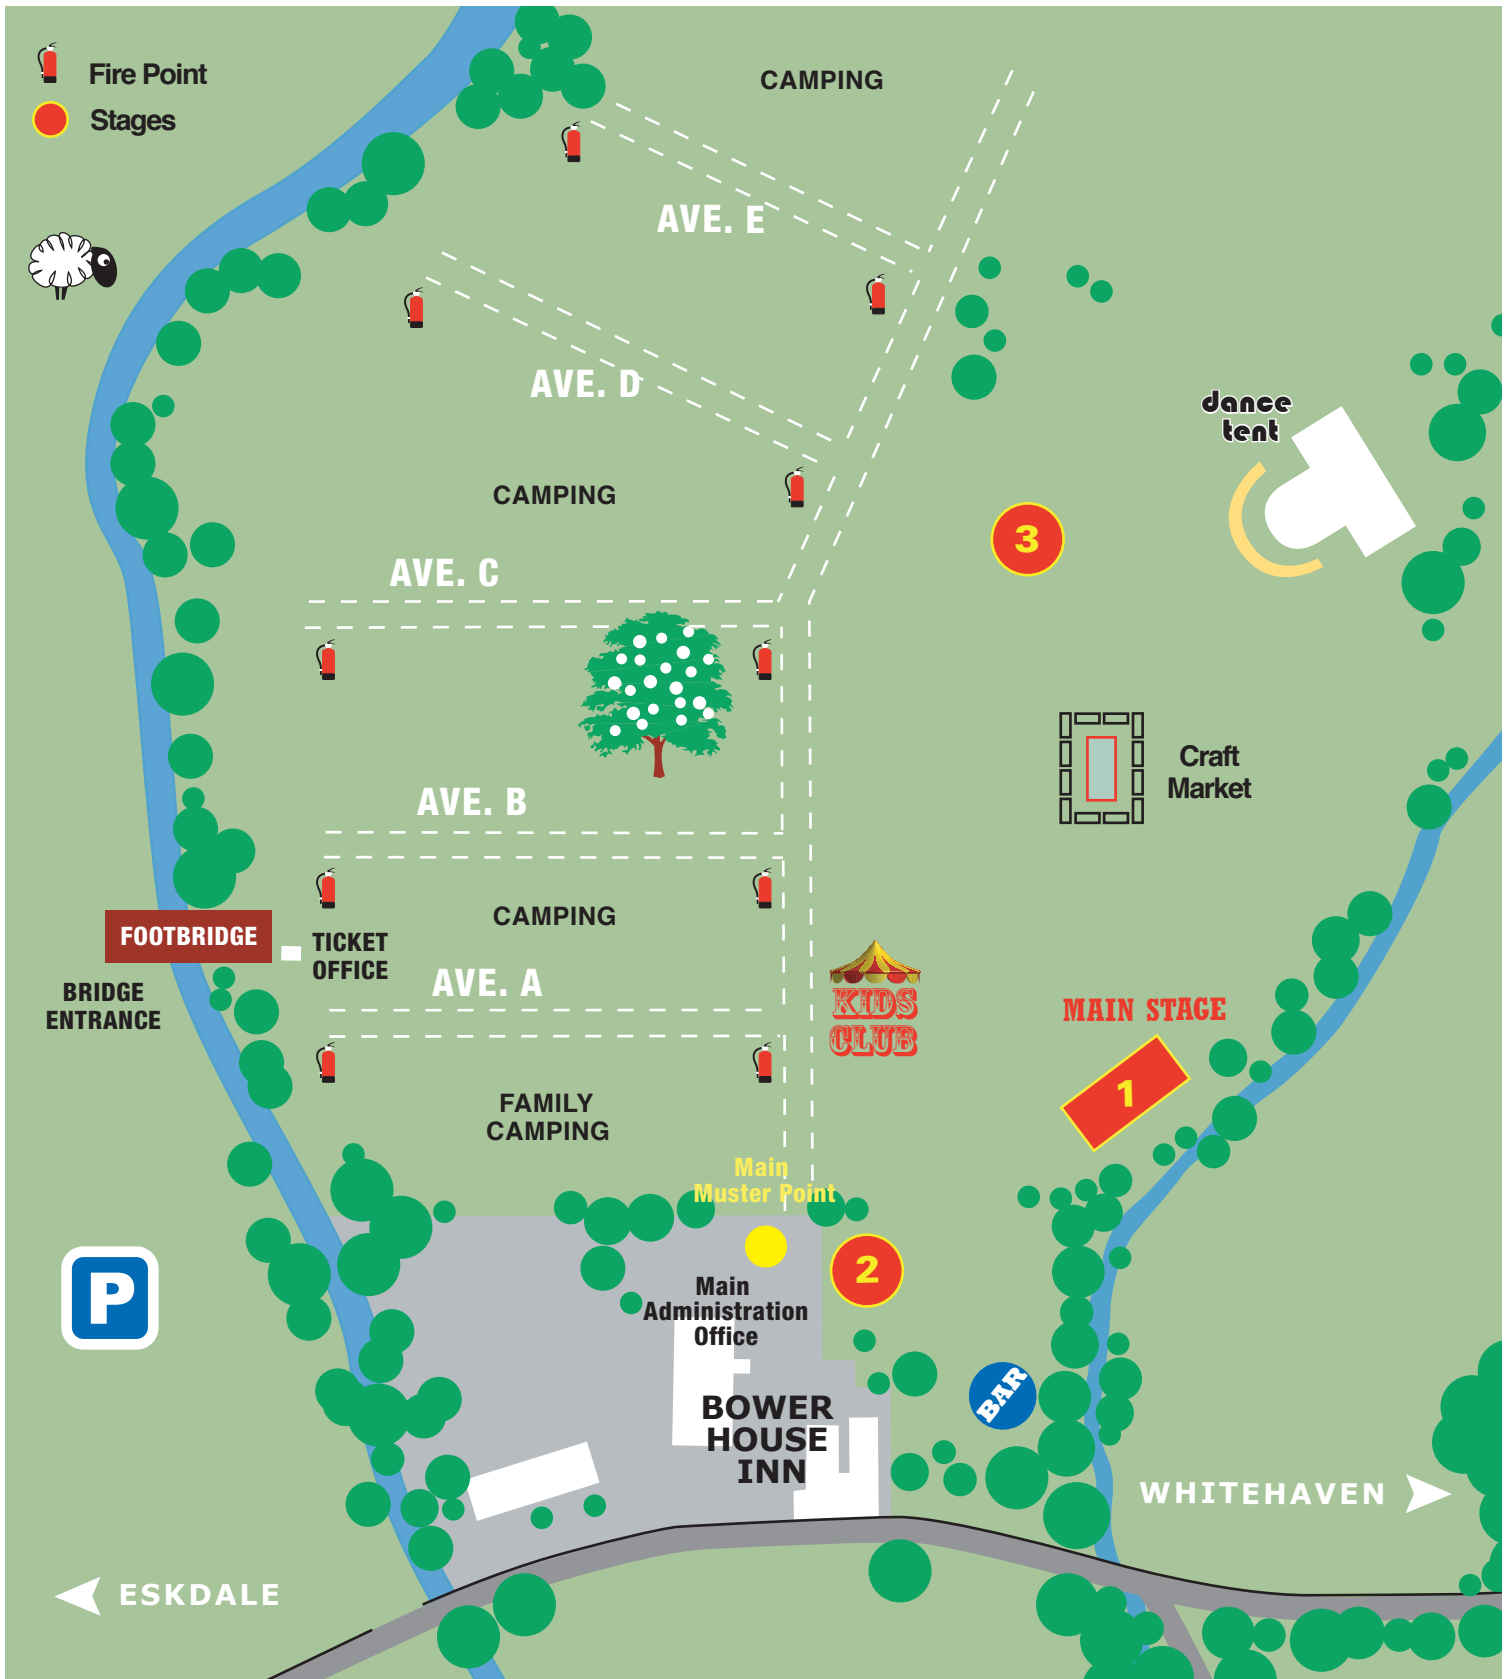 Fire Point
Stages
CAMPING
AVE. E
AVE. D
dance
tent
CAMPING
3
AVE. C
Craft
Market
AVE. B
CAMPING
FOOTBRIDGE
TICKET
OFFICE
BRIDGE
ENTRANCE
AVE. A
KIDS
CLUB
MAIN STAGE
1
FAMILY
CAMPING
Main
Muster Point
2
P
Main
Administration
Office
BAR
BOWER
HOUSE
INN
WHITEHAVEN
ESKDALE